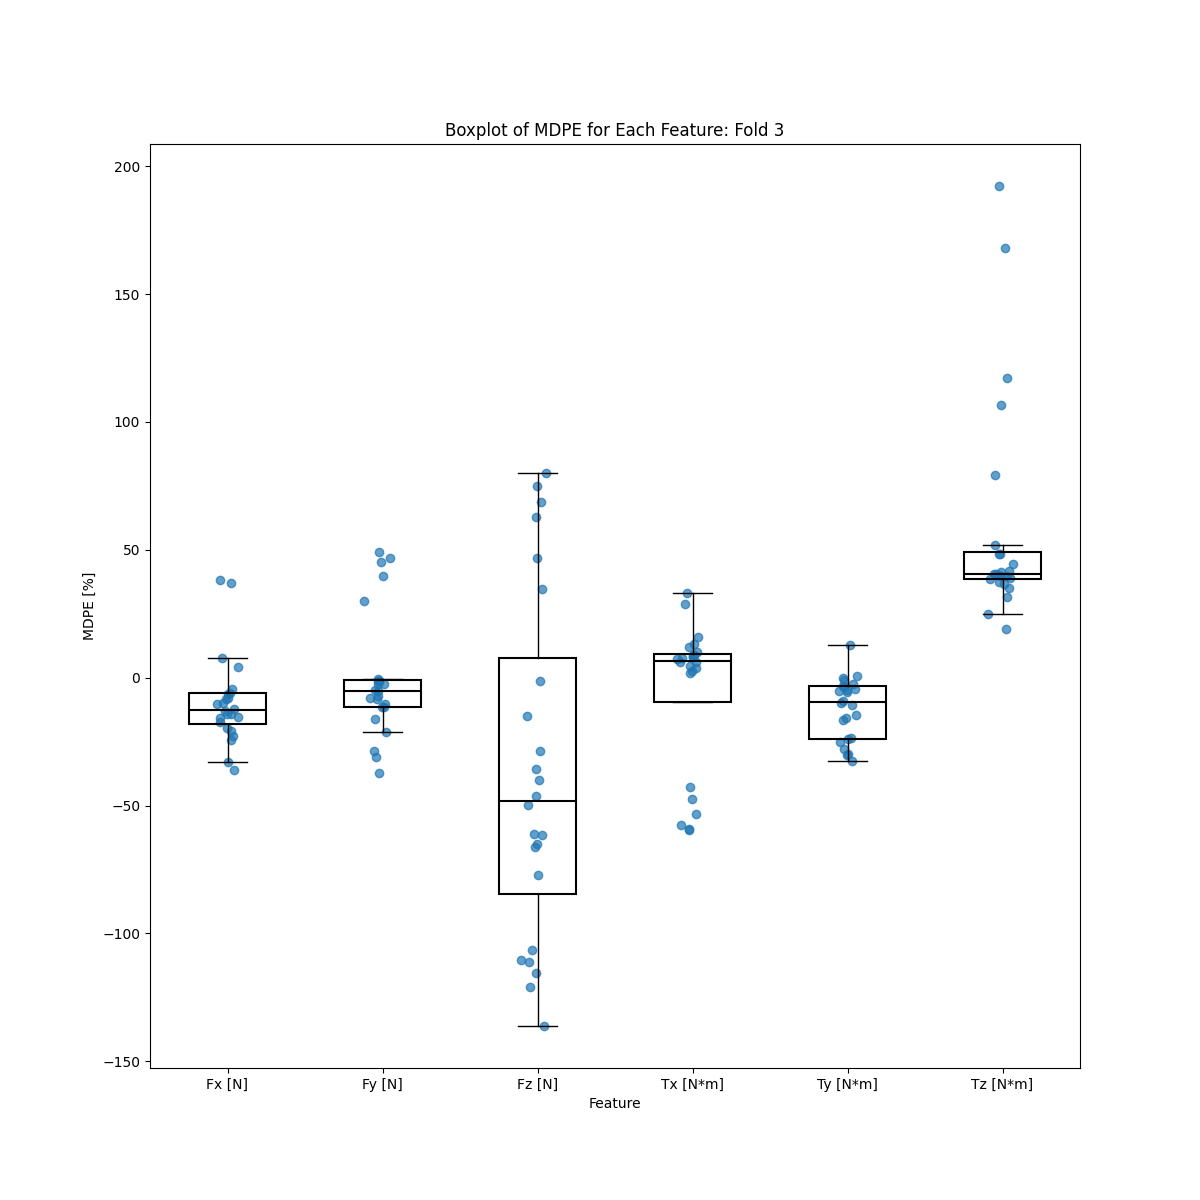 Boxplot of MDPE for Each Feature: Fold 3
200
150
100
50
0
−50
−100
−150
MDPE [%]
Fx [N]
Fy [N]
Fz [N]
Tx [N*m]
Ty [N*m]
Tz [N*m]
Feature